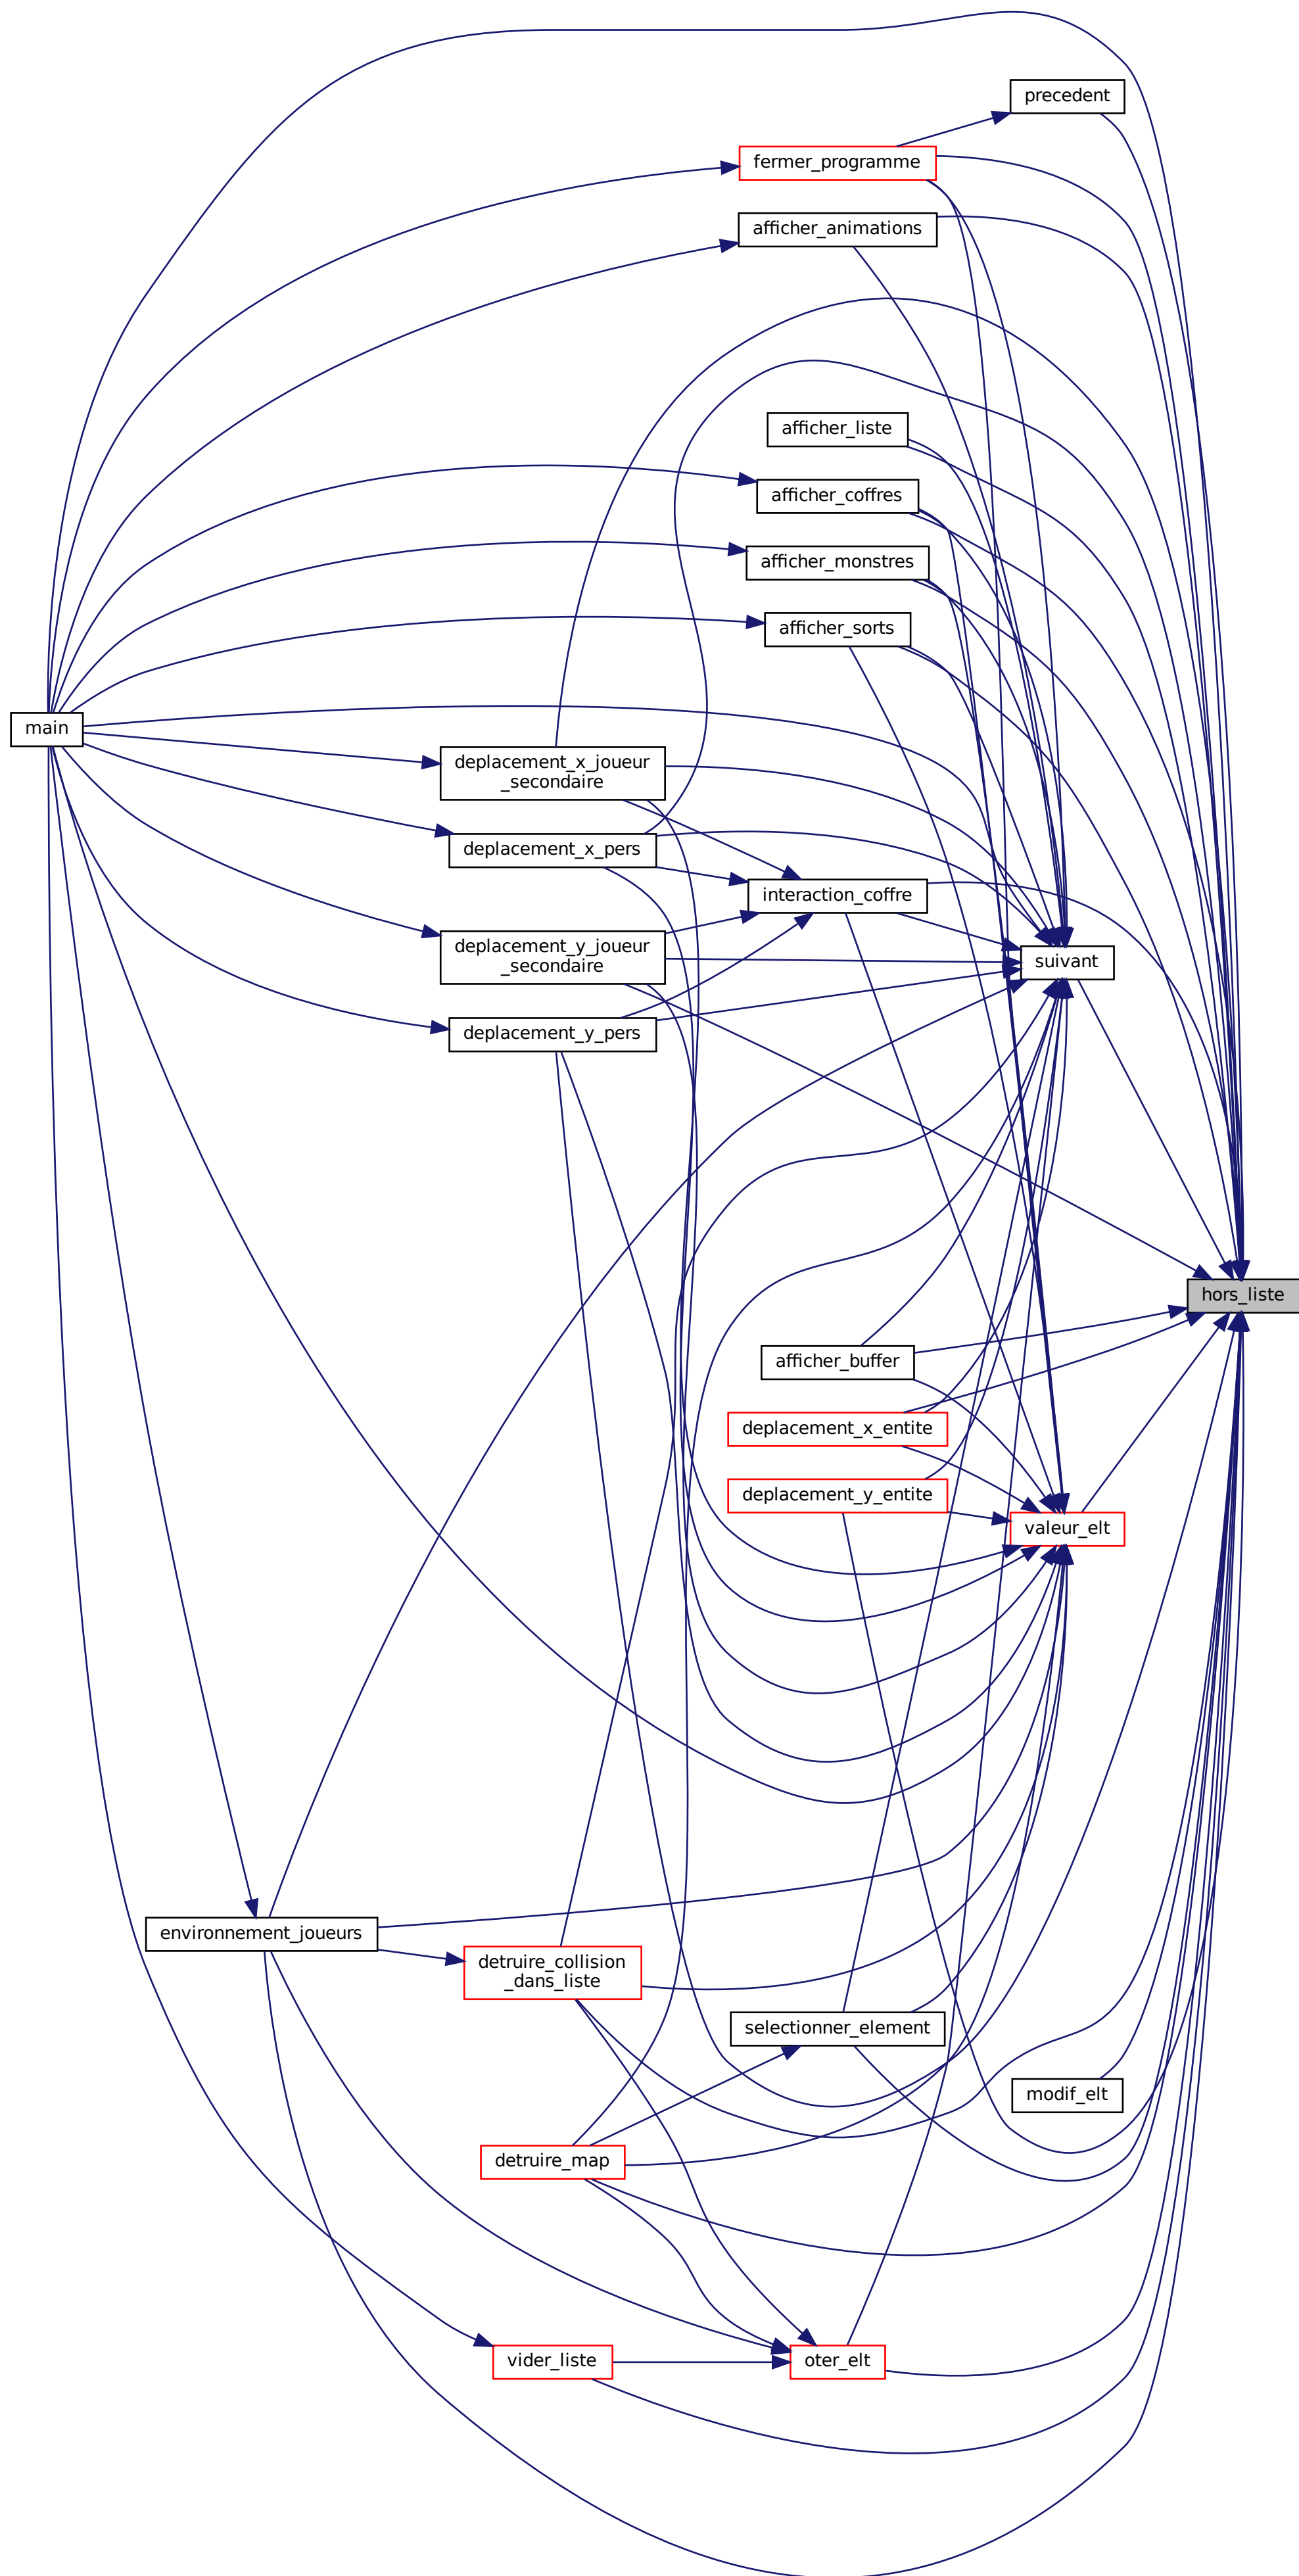 precedent
fermer_programme
afficher_animations
afficher_liste
afficher_coffres
afficher_monstres
afficher_sorts
main
deplacement_x_joueur
_secondaire
deplacement_x_pers
interaction_coffre
deplacement_y_joueur
_secondaire
suivant
deplacement_y_pers
hors_liste
afficher_buffer
deplacement_x_entite
deplacement_y_entite
valeur_elt
environnement_joueurs
detruire_collision
_dans_liste
selectionner_element
modif_elt
detruire_map
vider_liste
oter_elt